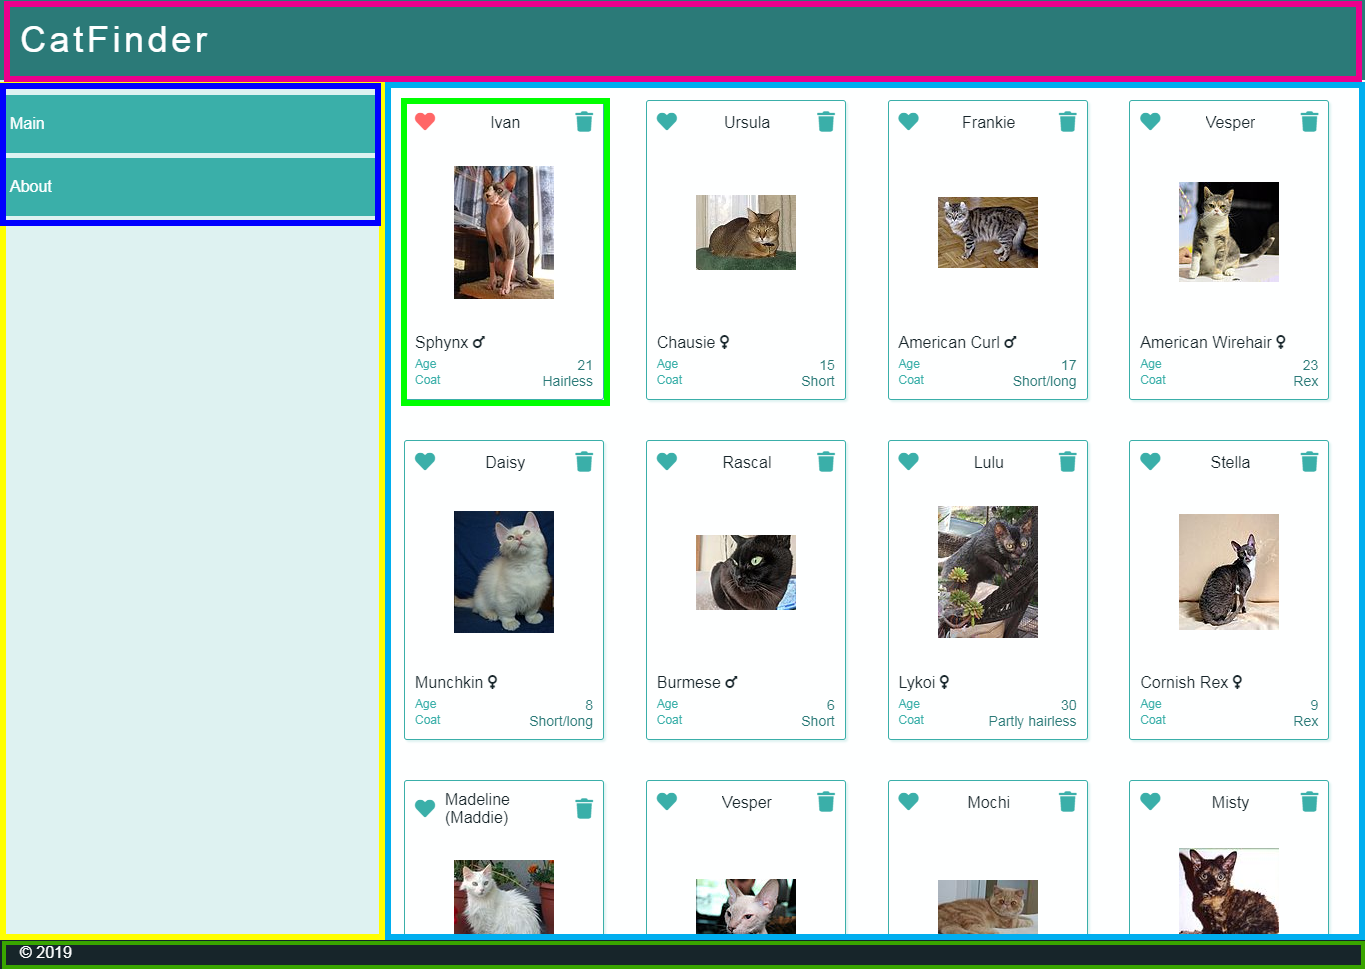 CatFinder
Main
About
Ivan
Sphynx ♂
Age 21
Coat Hairless
Ursula
Chausie ♀
Age 15
Coat Short
Frankie
American Curl ♂
Age 17
Coat Short/long
Vesper
American Wirehair ♀
Age 23
Coat Rex
Daisy
Munchkin ♀
Age 8
Coat Short/long
Rascal
Burmese ♂
Age 6
Coat Short
Lulu
Lykoi ♀
Age 30
Coat Partly hairless
Stella
Cornish Rex ♀
Age 9
Coat Rex
Madeline
(Maddie)
Vesper
Mochi
Misty
© 2019